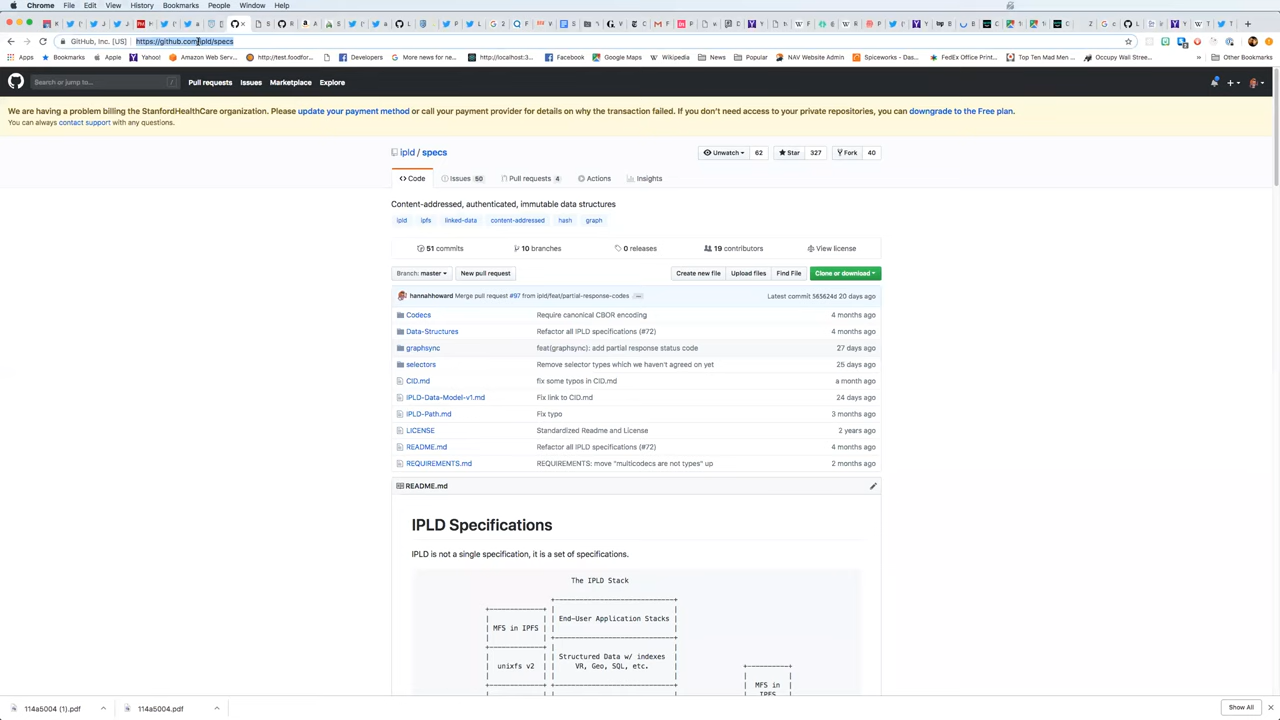 Chrome File Edit View History Bookmarks People Window Help
GitHub, Inc. [US] https://github.com/ipld/specs
Apps Bookmarks Apple Yahoo! Amazon Web Serv... http://test.foodfor... Developers More news for ne... http://localhost:3... Facebook Google Maps Wikipedia News Popular NAV Website Admin Spiceworks - Dash... FedEx Office Print... Top Ten Mad Men... Occupy Wall Street... » Other Bookmarks
Search or jump to... / Pull requests Issues Marketplace Explore
We are having a problem billing the StanfordHealthCare organization. Please update your payment method or call your payment provider for details on why the transaction failed. If you don't need access to your private repositories, you can downgrade to the Free plan.
You can always contact support with any questions.
ipld / specs Unwatch 62 Star 327 Fork 40
Code Issues 50 Pull requests 4 Actions Insights
Content-addressed, authenticated, immutable data structures
ipld ipfs linked-data content-addressed hash graph
51 commits 10 branches 0 releases 19 contributors View license
Branch: master New pull request Create new file Upload files Find File Clone or download
hannahhoward Merge pull request #97 from ipld/feat/partial-response-codes ... Latest commit 565624d 20 days ago
Codecs Require canonical CBOR encoding 4 months ago
Data-Structures Refactor all IPLD specifications (#72) 4 months ago
graphsync feat(graphsync): add partial response status code 27 days ago
selectors Remove selector types which we haven't agreed on yet 25 days ago
CID.md fix some typos in CID.md a month ago
IPLD-Data-Model-v1.md Fix link to CID.md 24 days ago
IPLD-Path.md Fix typo 3 months ago
LICENSE Standardized Readme and License 2 years ago
README.md Refactor all IPLD specifications (#72) 4 months ago
REQUIREMENTS.md REQUIREMENTS: move "multicodecs are not types" up 2 months ago
README.md
IPLD Specifications
IPLD is not a single specification, it is a set of specifications.
The IPLD Stack
End-User Application Stacks
MFS in IPFS
Structured Data w/ indexes
unixfs v2 VR, Geo, SQL, etc.
MFS in
IPFS
114a5004 (1).pdf 114a5004.pdf Show All